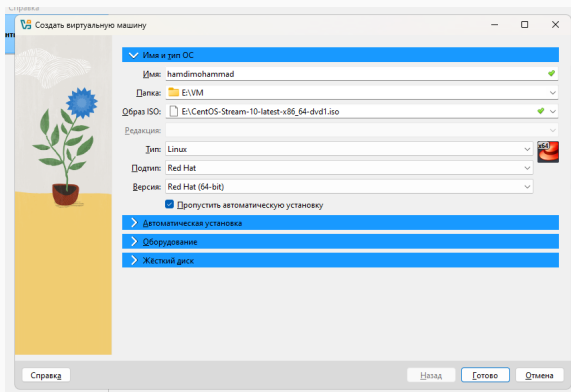 Справка
Создать виртуальную машину
Имя и тип ОС
Имя: hamdimohammad
Папка: E:\VM
Образ ISO: E:\CentOS-Stream-10-latest-x86_64-dvd1.iso
Редакция:
Тип: Linux
x64
Подтип: Red Hat
Версия: Red Hat (64-bit)
Пропустить автоматическую установку
Автоматическая установка
Оборудование
Жёсткий диск
Справка Назад Готово Отмена